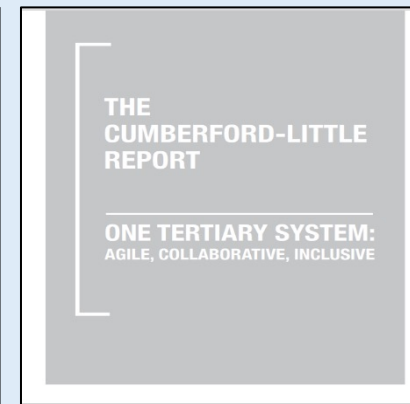 THE
CUMBERFORD-LITTLE
REPORT
ONE TERTIARY SYSTEM:
AGILE, COLLABORATIVE, INCLUSIVE